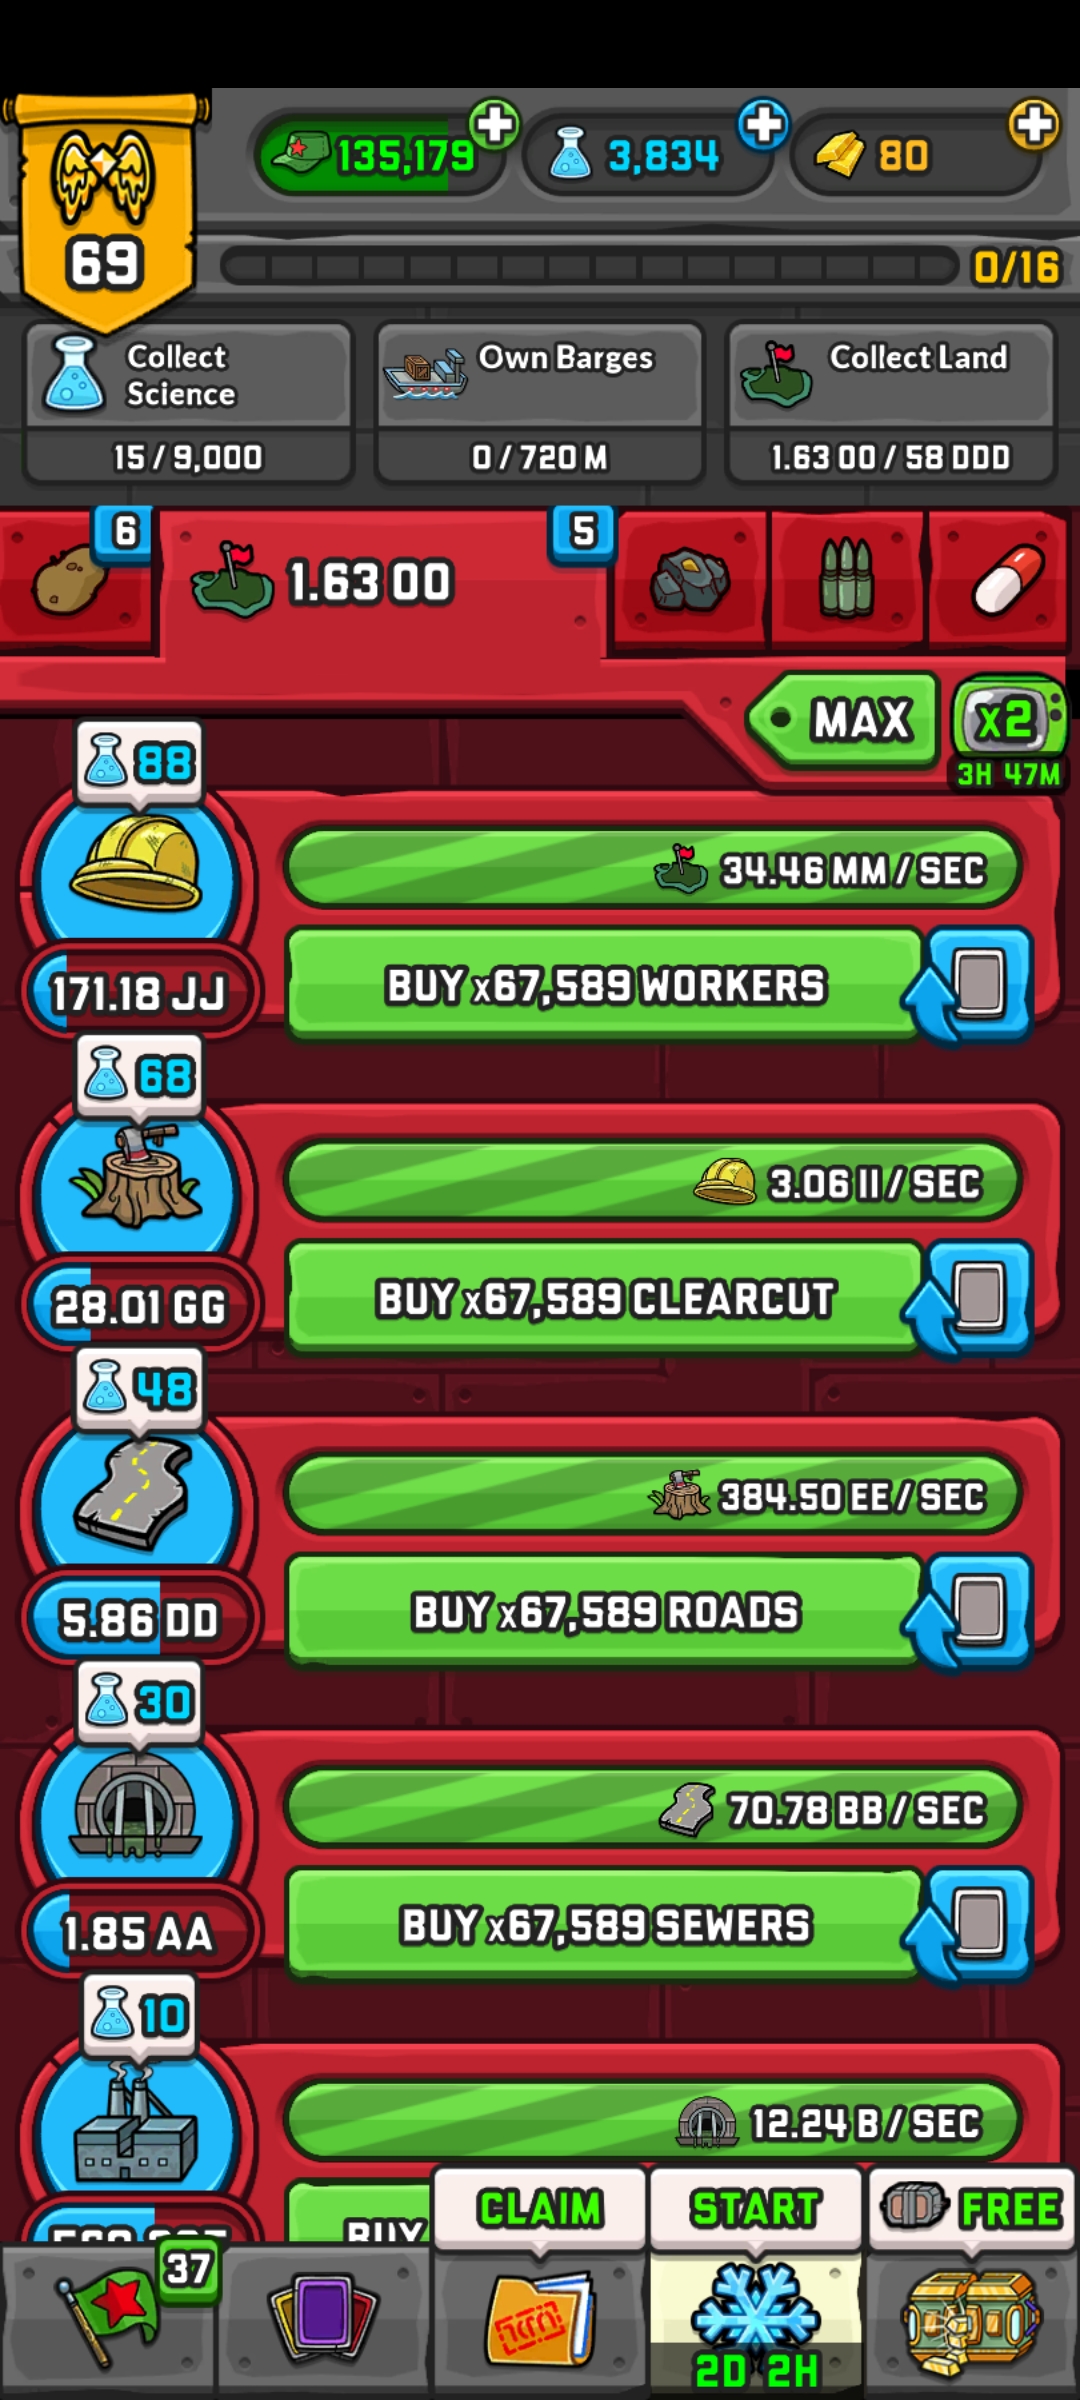 135,179
3,834
80
69
0/16
Collect
Science
15 / 9,000
Own Barges
0 / 720 M
Collect Land
1.63 OO / 58 DDD
6
1.63 OO
5
MAX
x2
3H 47M
88
34.46 MM / SEC
171.18 JJ
BUY x67,589 WORKERS
68
3.06 II / SEC
28.01 GG
BUY x67,589 CLEARCUT
48
384.50 EE / SEC
5.86 DD
BUY x67,589 ROADS
30
70.78 BB / SEC
1.85 AA
BUY x67,589 SEWERS
10
12.24 B / SEC
BUY
CLAIM
START
FREE
37
2D 2H